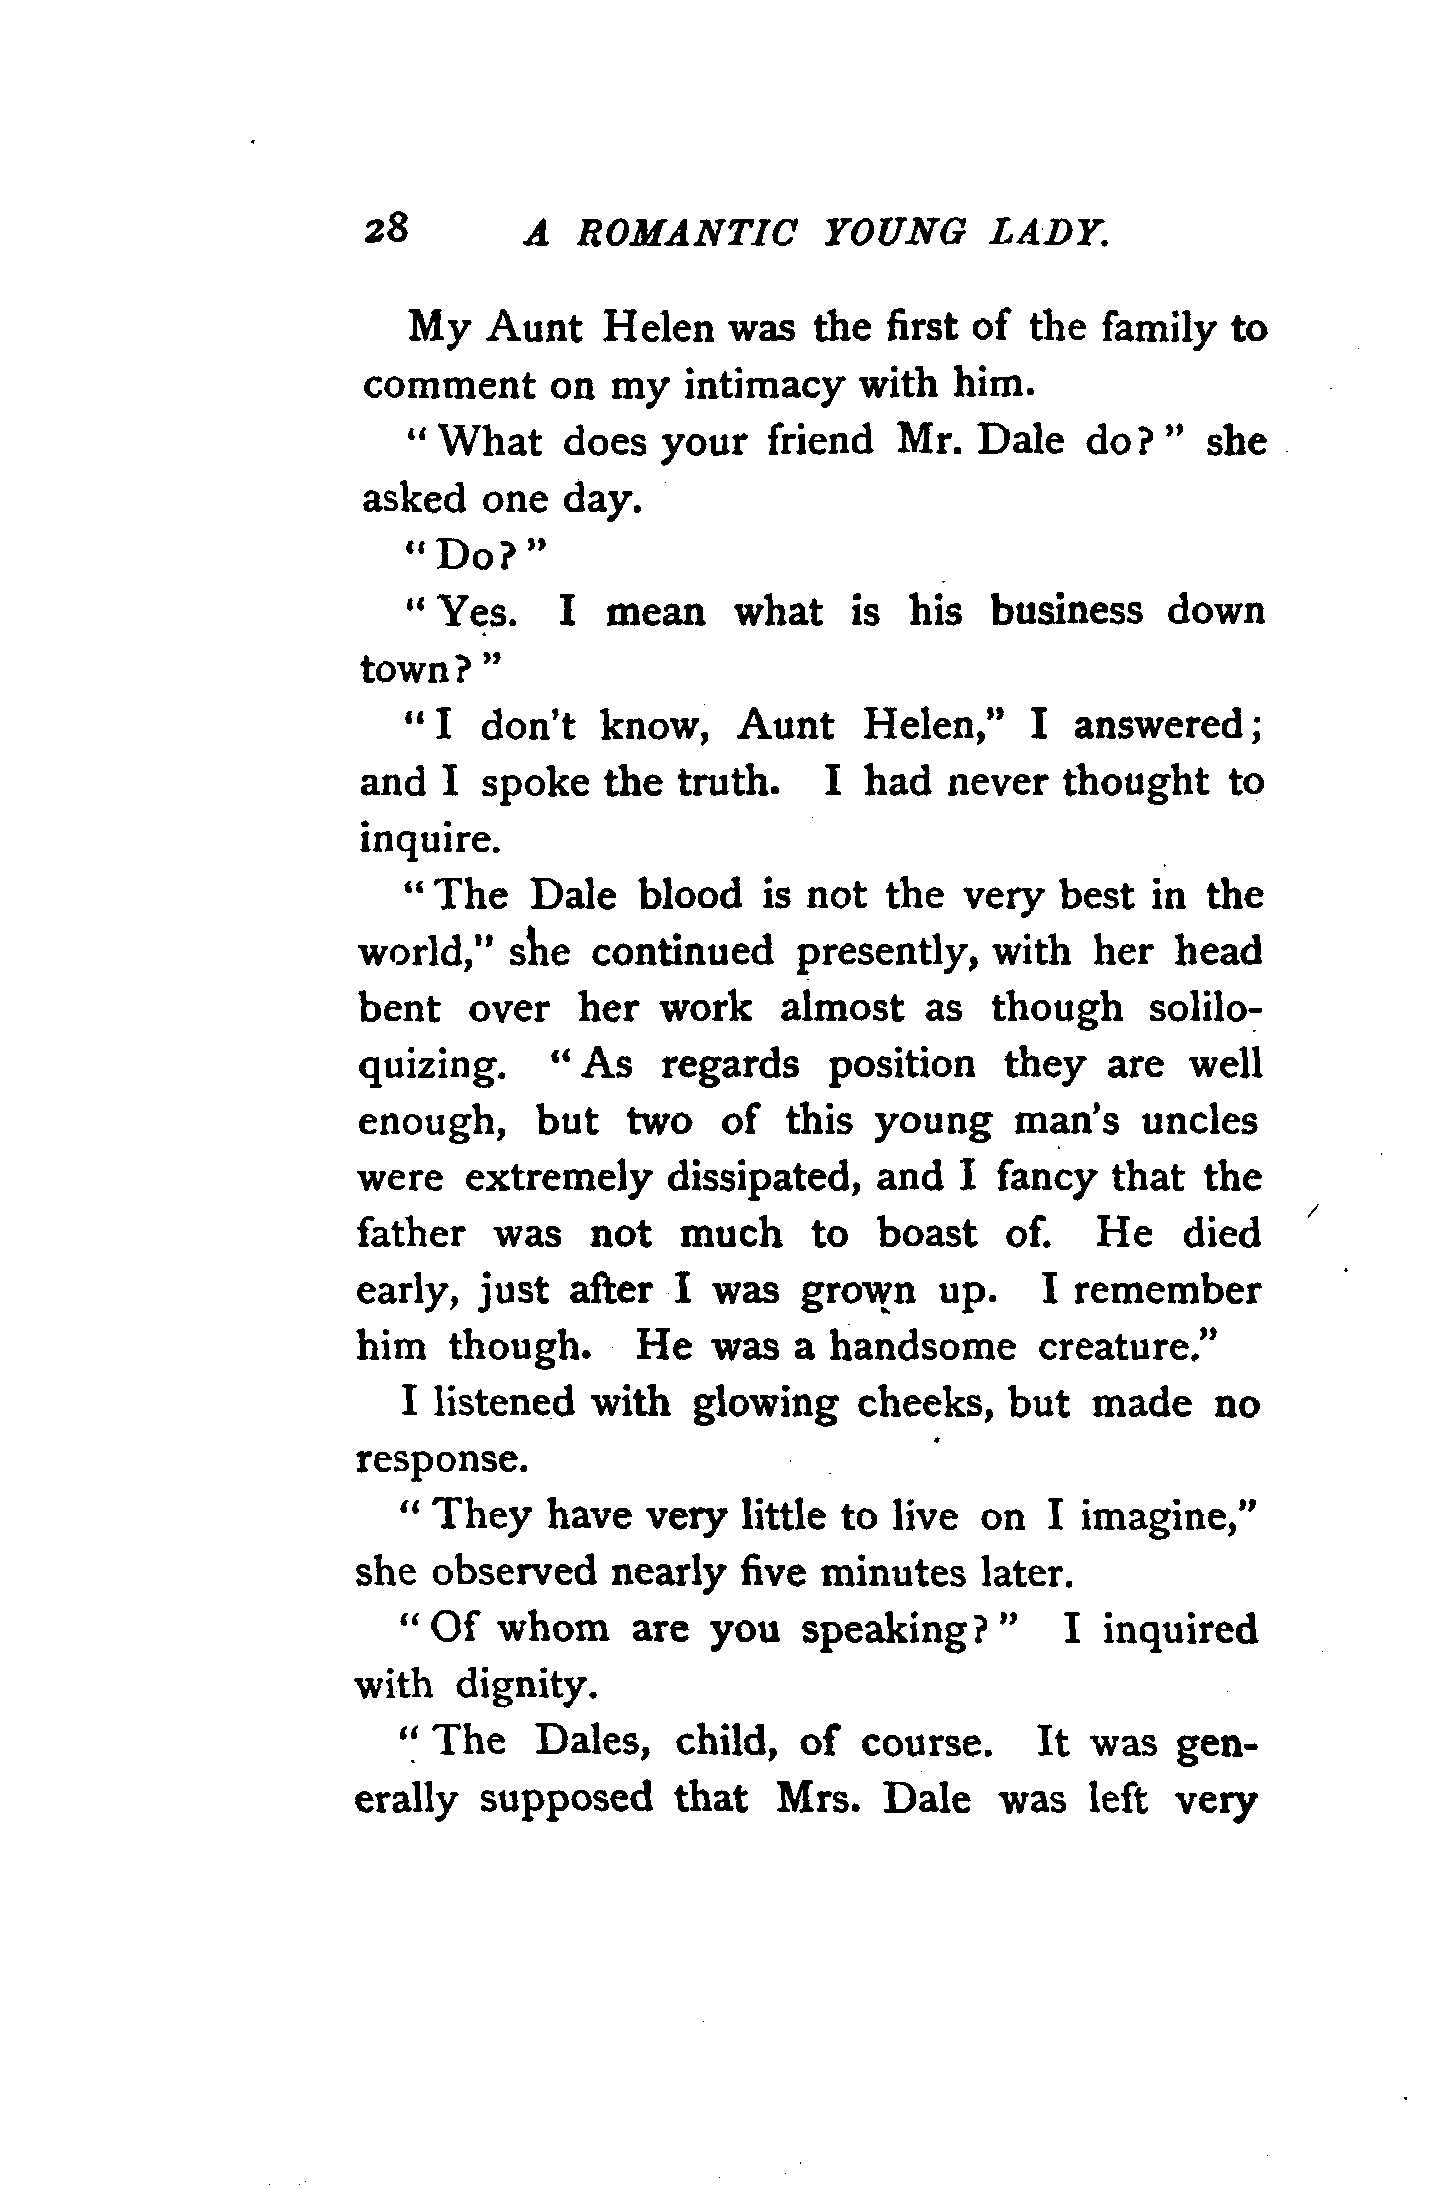 28 A ROMANTIC YOUNG LADY.
My Aunt Helen was the first of the family to
comment on my intimacy with him.
"What does your friend Mr. Dale do?" she
asked one day.
"Do?"
"Yes. I mean what is his business down
town?"
"I don't know, Aunt Helen," I answered;
and I spoke the truth. I had never thought to
inquire.
"The Dale blood is not the very best in the
world," she continued presently, with her head
bent over her work almost as though solilo-
quizing. "As regards position they are well
enough, but two of this young man's uncles
were extremely dissipated, and I fancy that the
father was not much to boast of. He died
early, just after I was grown up. I remember
him though. He was a handsome creature."
I listened with glowing cheeks, but made no
response.
"They have very little to live on I imagine,"
she observed nearly five minutes later.
"Of whom are you speaking?" I inquired
with dignity.
"The Dales, child, of course. It was gen-
erally supposed that Mrs. Dale was left very